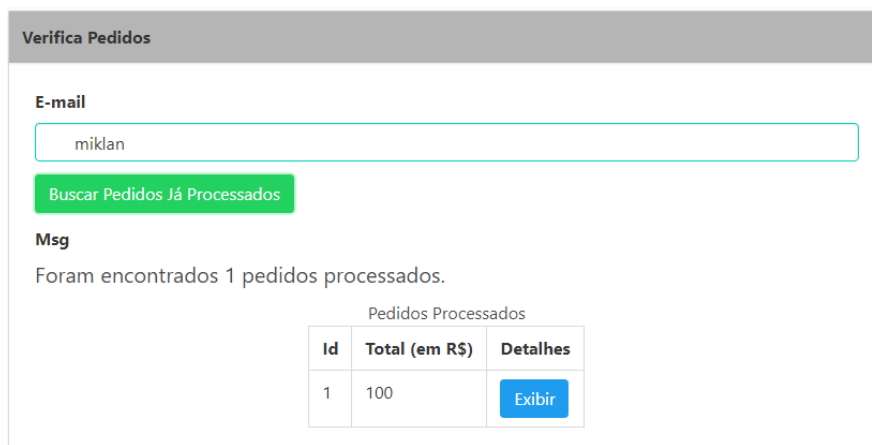 Verifica Pedidos
E-mail
miklan
Buscar Pedidos Já Processados
Msg
Foram encontrados 1 pedidos processados.
Pedidos Processados
Id Total (em R$) Detalhes
1 100 Exibir